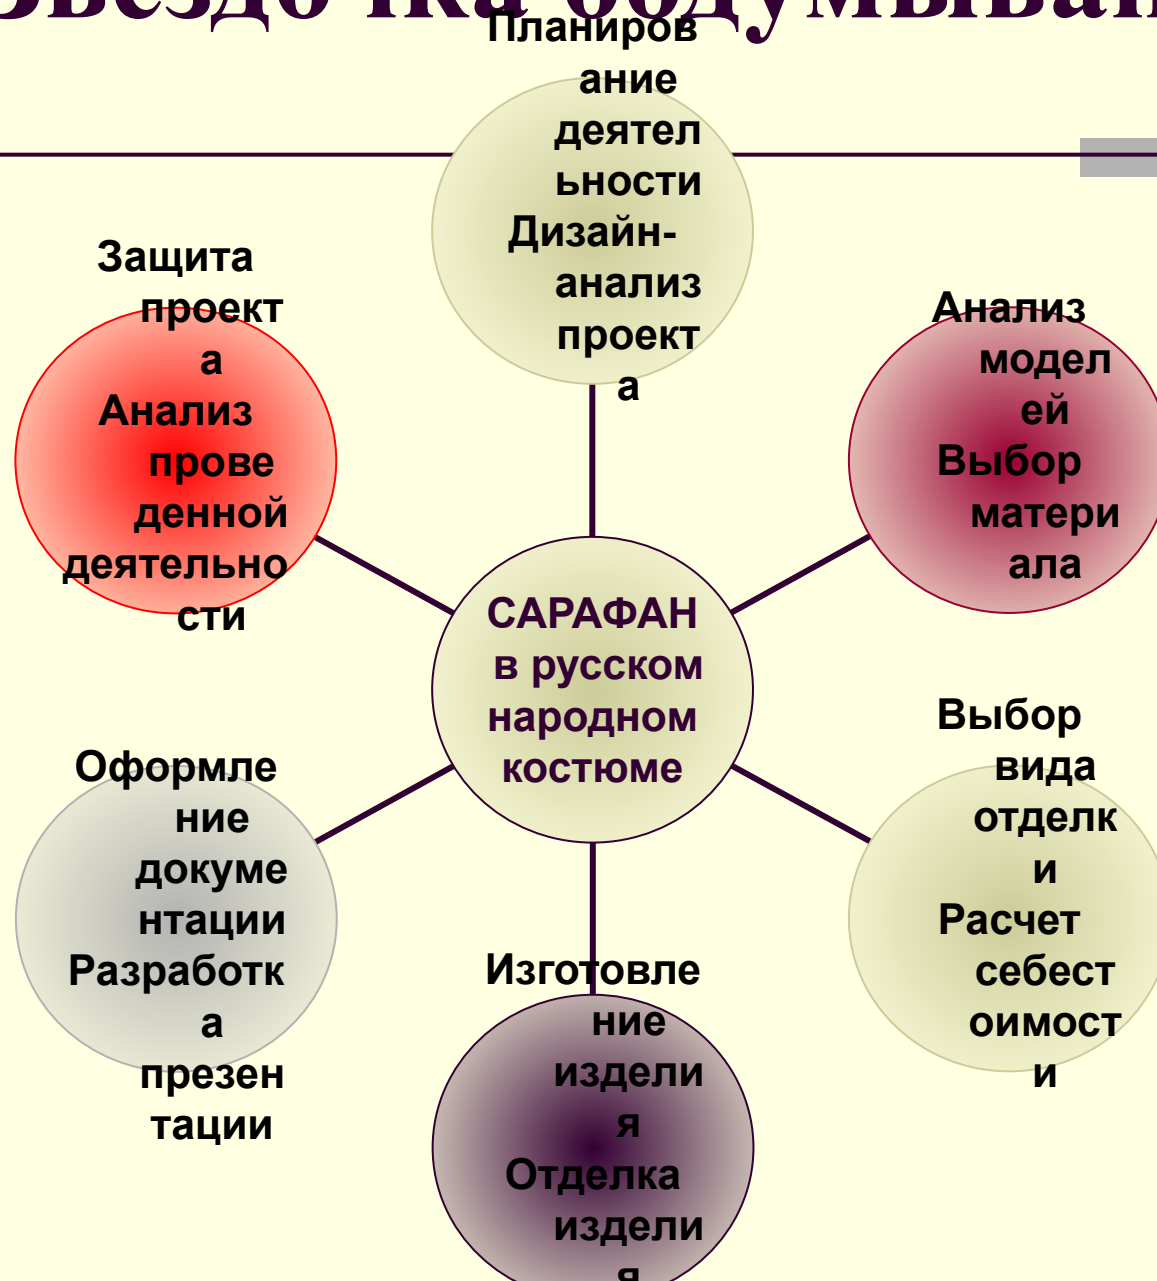 Звездочка обдумыван
Планиров
ание
деятел
ьности
Дизайн-
анализ
проект
а
Анализ
модел
ей
Выбор
матери
ала
Выбор
вида
отделк
и
Расчет
себест
оимост
и
Изготовле
ние
издели
я
Отделка
издели
я
Оформле
ние
докуме
нтации
Разработк
а
презен
тации
Защита
проект
а
Анализ
прове
денной
деятельно
сти
САРАФАН
в русском
народном
костюме